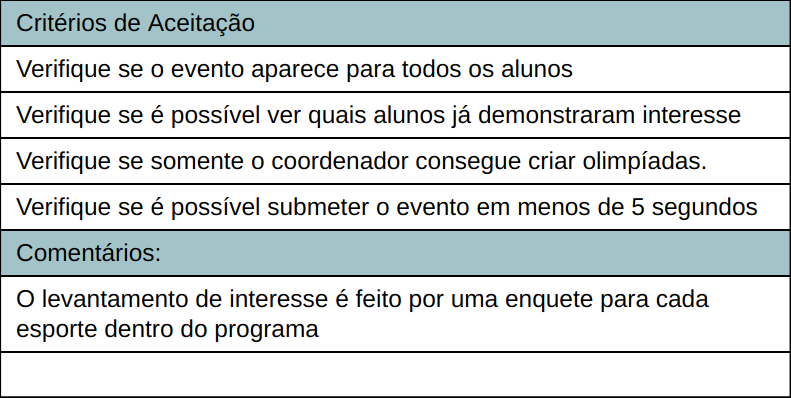 Critérios de Aceitação
Verifique se o evento aparece para todos os alunos
Verifique se é possível ver quais alunos já demonstraram interesse
Verifique se somente o coordenador consegue criar olimpíadas.
Verifique se é possível submeter o evento em menos de 5 segundos
Comentários:
O levantamento de interesse é feito por uma enquete para cada
esporte dentro do programa